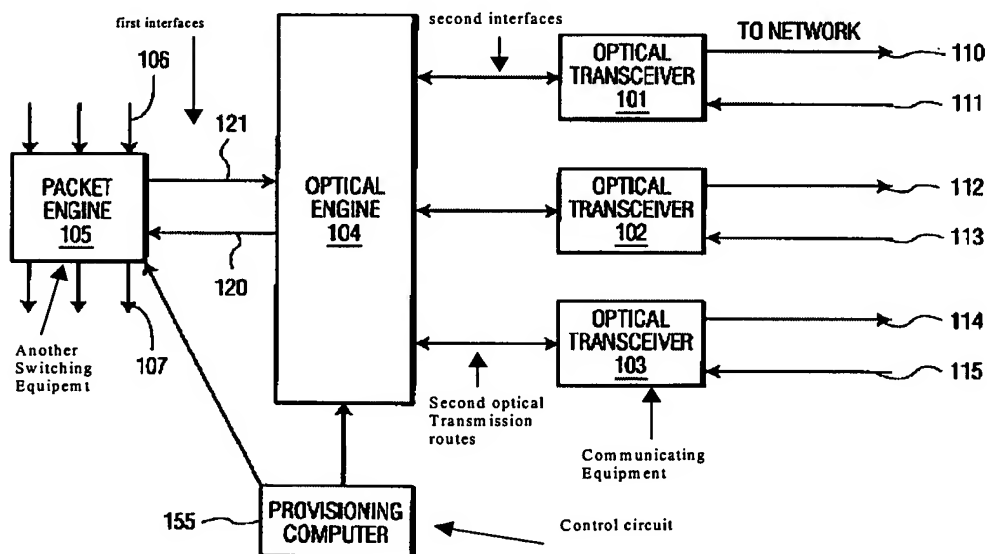 first interfaces
second interfaces
TO NETWORK
106
121
120
107
PACKET
ENGINE
105
OPTICAL
ENGINE
104
OPTICAL
TRANSCEIVER
101
110
111
OPTICAL
TRANSCEIVER
102
112
113
OPTICAL
TRANSCEIVER
103
114
115
Another
Switching
Equipemt
Second optical
Transmission
routes
Communicating
Equipment
155
PROVISIONING
COMPUTER
Control circuit